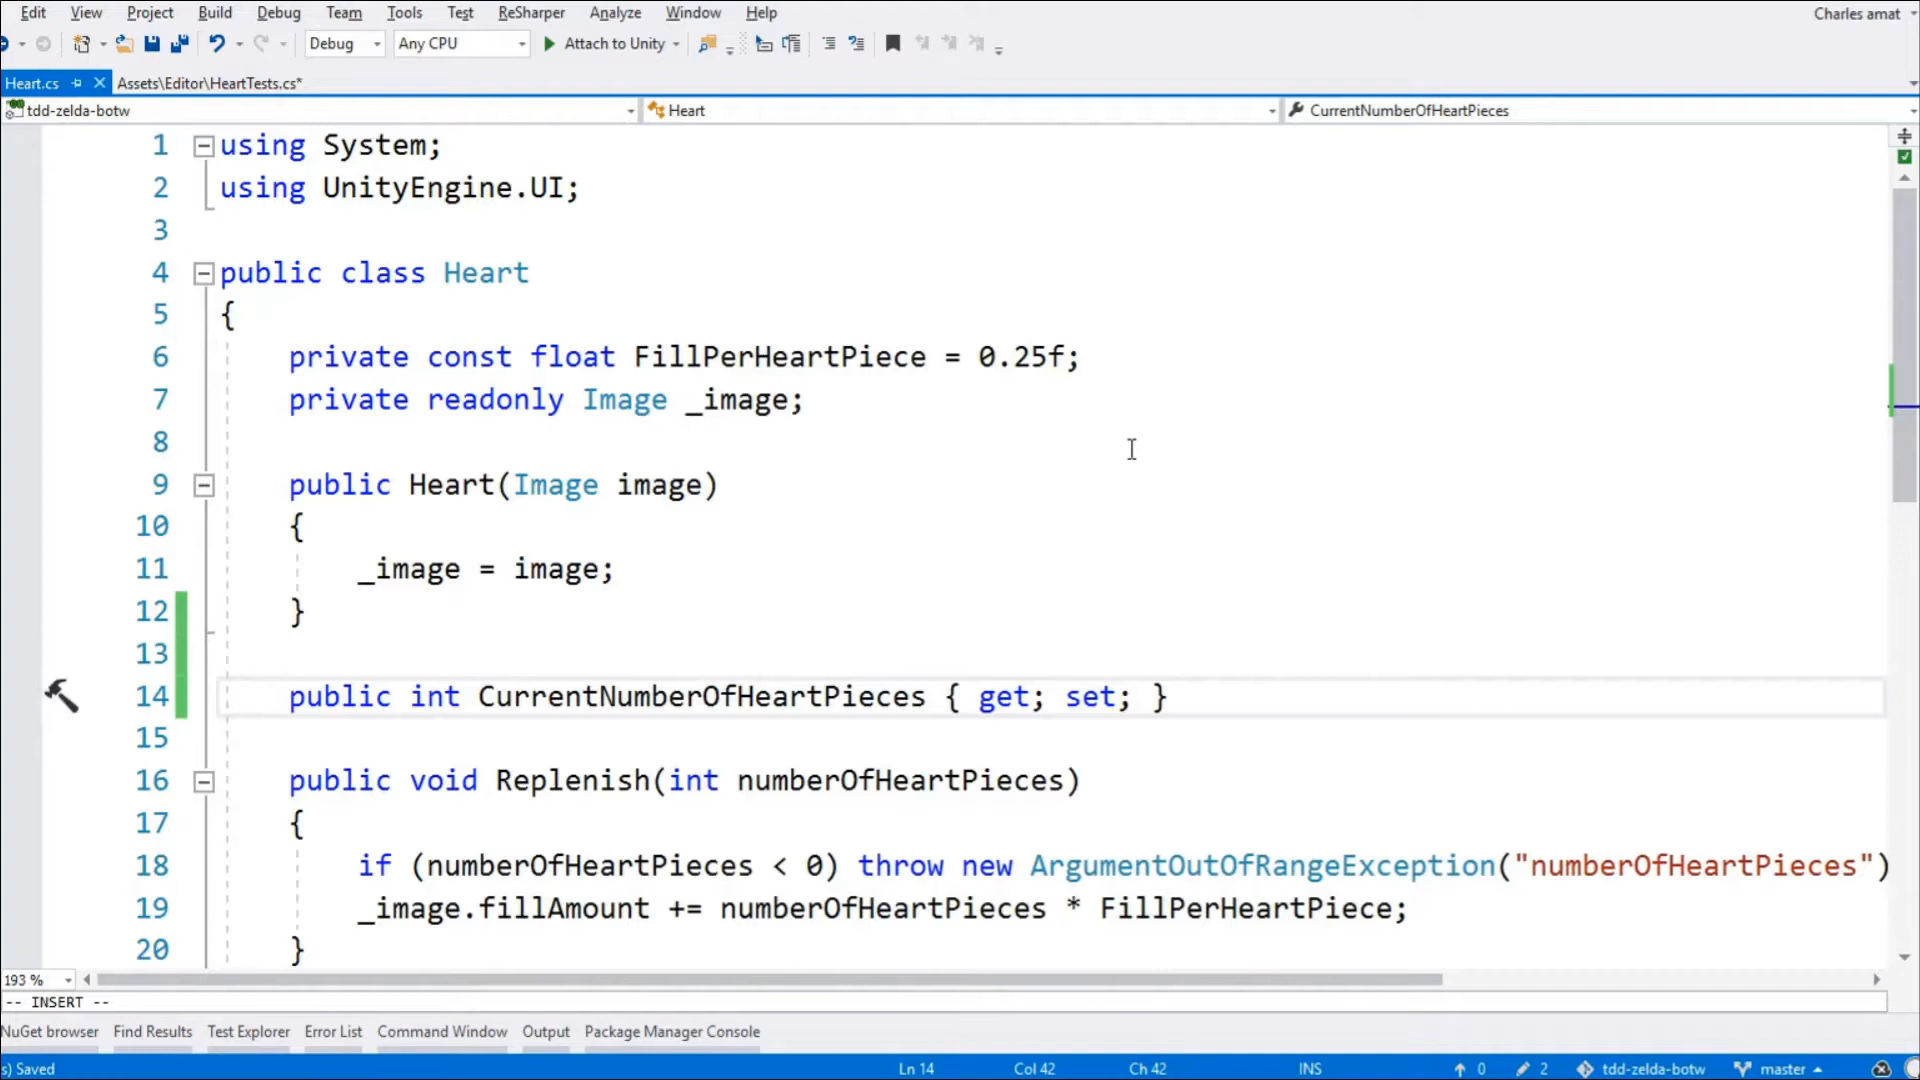 Edit View Project Build Debug Team Tools Test ReSharper Analyze Window Help Charles amat
Debug Any CPU Attach to Unity
Heart.cs Assets\Editor\HeartTests.cs*
tdd-zelda-botw Heart CurrentNumberOfHeartPieces
1 using System;
2 using UnityEngine.UI;
3
4 public class Heart
5 {
6 private const float FillPerHeartPiece = 0.25f;
7 private readonly Image _image;
8
9 public Heart(Image image)
10 {
11 _image = image;
12 }
13
14 public int CurrentNumberOfHeartPieces { get; set; }
15
16 public void Replenish(int numberOfHeartPieces)
17 {
18 if (numberOfHeartPieces < 0) throw new ArgumentOutOfRangeException("numberOfHeartPieces")
19 _image.fillAmount += numberOfHeartPieces * FillPerHeartPiece;
20 }
193 %
-- INSERT --
NuGet browser Find Results Test Explorer Error List Command Window Output Package Manager Console
s) Saved Ln 14 Col 42 Ch 42 INS 0 2 tdd-zelda-botw master